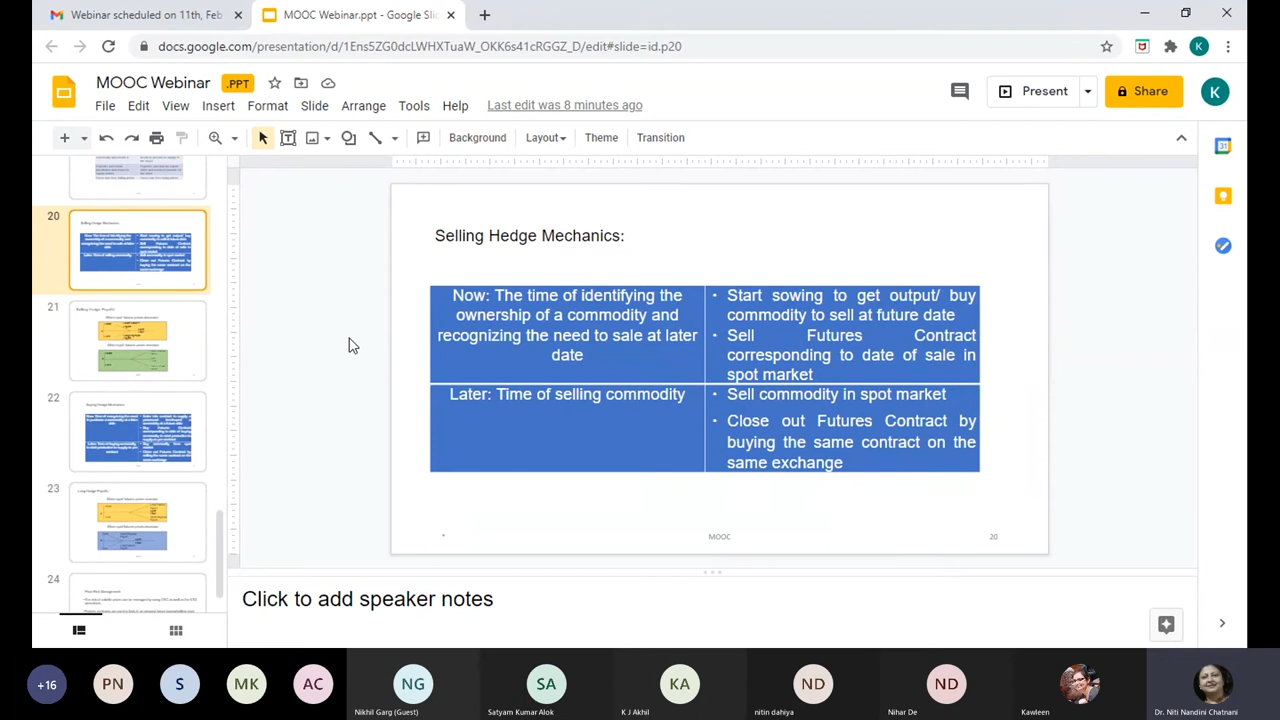 Webinar scheduled on 11th, Feb
MOOC Webinar.ppt - Google Slid
docs.google.com/presentation/d/1Ens5ZG0dcLWHXTuaW_OKK6s41cRGGZ_D/edit#slide=id.p20
K
MOOC Webinar .PPT
File Edit View Insert Format Slide Arrange Tools Help Last edit was 8 minutes ago
Present
Share
K
Background Layout Theme Transition
31
20
21
22
23
24
Selling Hedge Mechanics:
Now: The time of identifying the
ownership of a commodity and
recognizing the need to sale at later
date
• Start sowing to get output/ buy
commodity to sell at future date
• Sell Futures Contract
corresponding to date of sale in
spot market
Later: Time of selling commodity
• Sell commodity in spot market
• Close out Futures Contract by
buying the same contract on the
same exchange
MOOC
20
Click to add speaker notes
+16 PN S MK AC NG SA KA ND ND
Nikhil Garg (Guest) Satyam Kumar Alok K J Akhil nitin dahiya Nihar De Kawleen Dr. Niti Nandini Chatnani